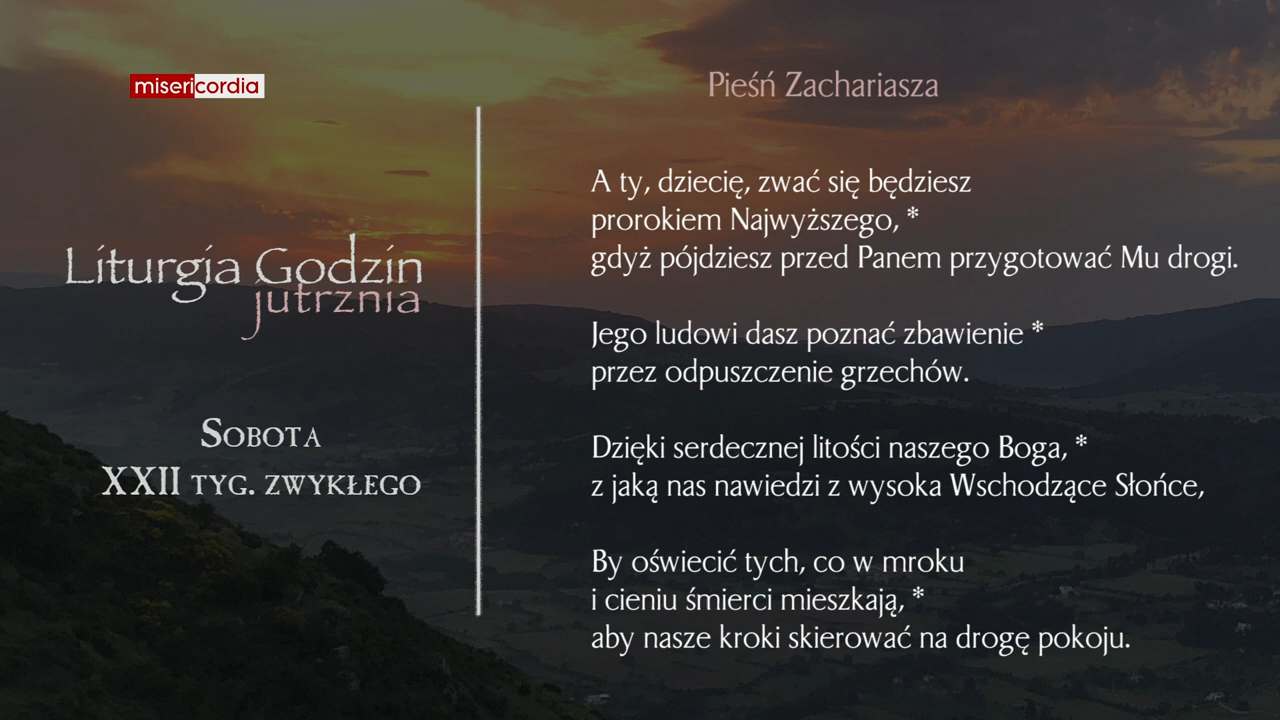 misericordia
Liturgia Godzin
jutrznia
Sobota
XXII tyg. zwykłego
Pieśń Zachariasza
A ty, dziecię, zwać się będziesz
prorokiem Najwyższego, *
gdyż pójdziesz przed Panem przygotować Mu drogi.
Jego ludowi dasz poznać zbawienie *
przez odpuszczenie grzechów.
Dzięki serdecznej litości naszego Boga, *
z jaką nas nawiedzi z wysoka Wschodzące Słońce,
By oświecić tych, co w mroku
i cieniu śmierci mieszkają, *
aby nasze kroki skierować na drogę pokoju.